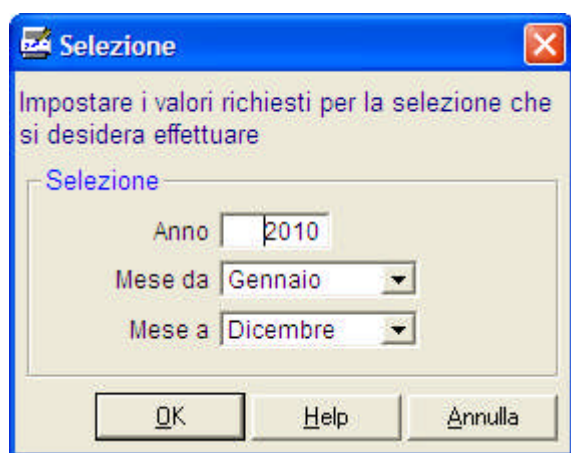 Selezione
Impostare i valori richiesti per la selezione che
si desidera effettuare
Selezione
Anno 2010
Mese da Gennaio
Mese a Dicembre
OK Help Annulla